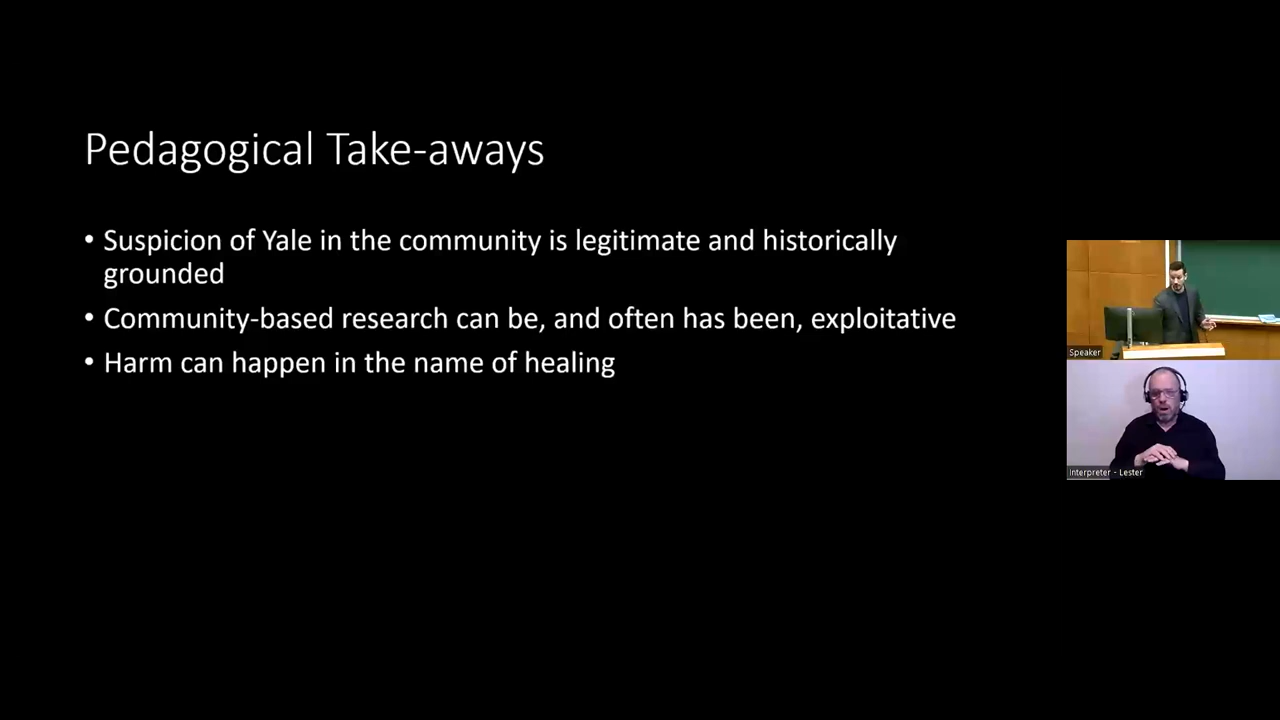 Pedagogical Take-aways
• Suspicion of Yale in the community is legitimate and historically
grounded
• Community-based research can be, and often has been, exploitative
• Harm can happen in the name of healing
Speaker
Interpreter - Lester